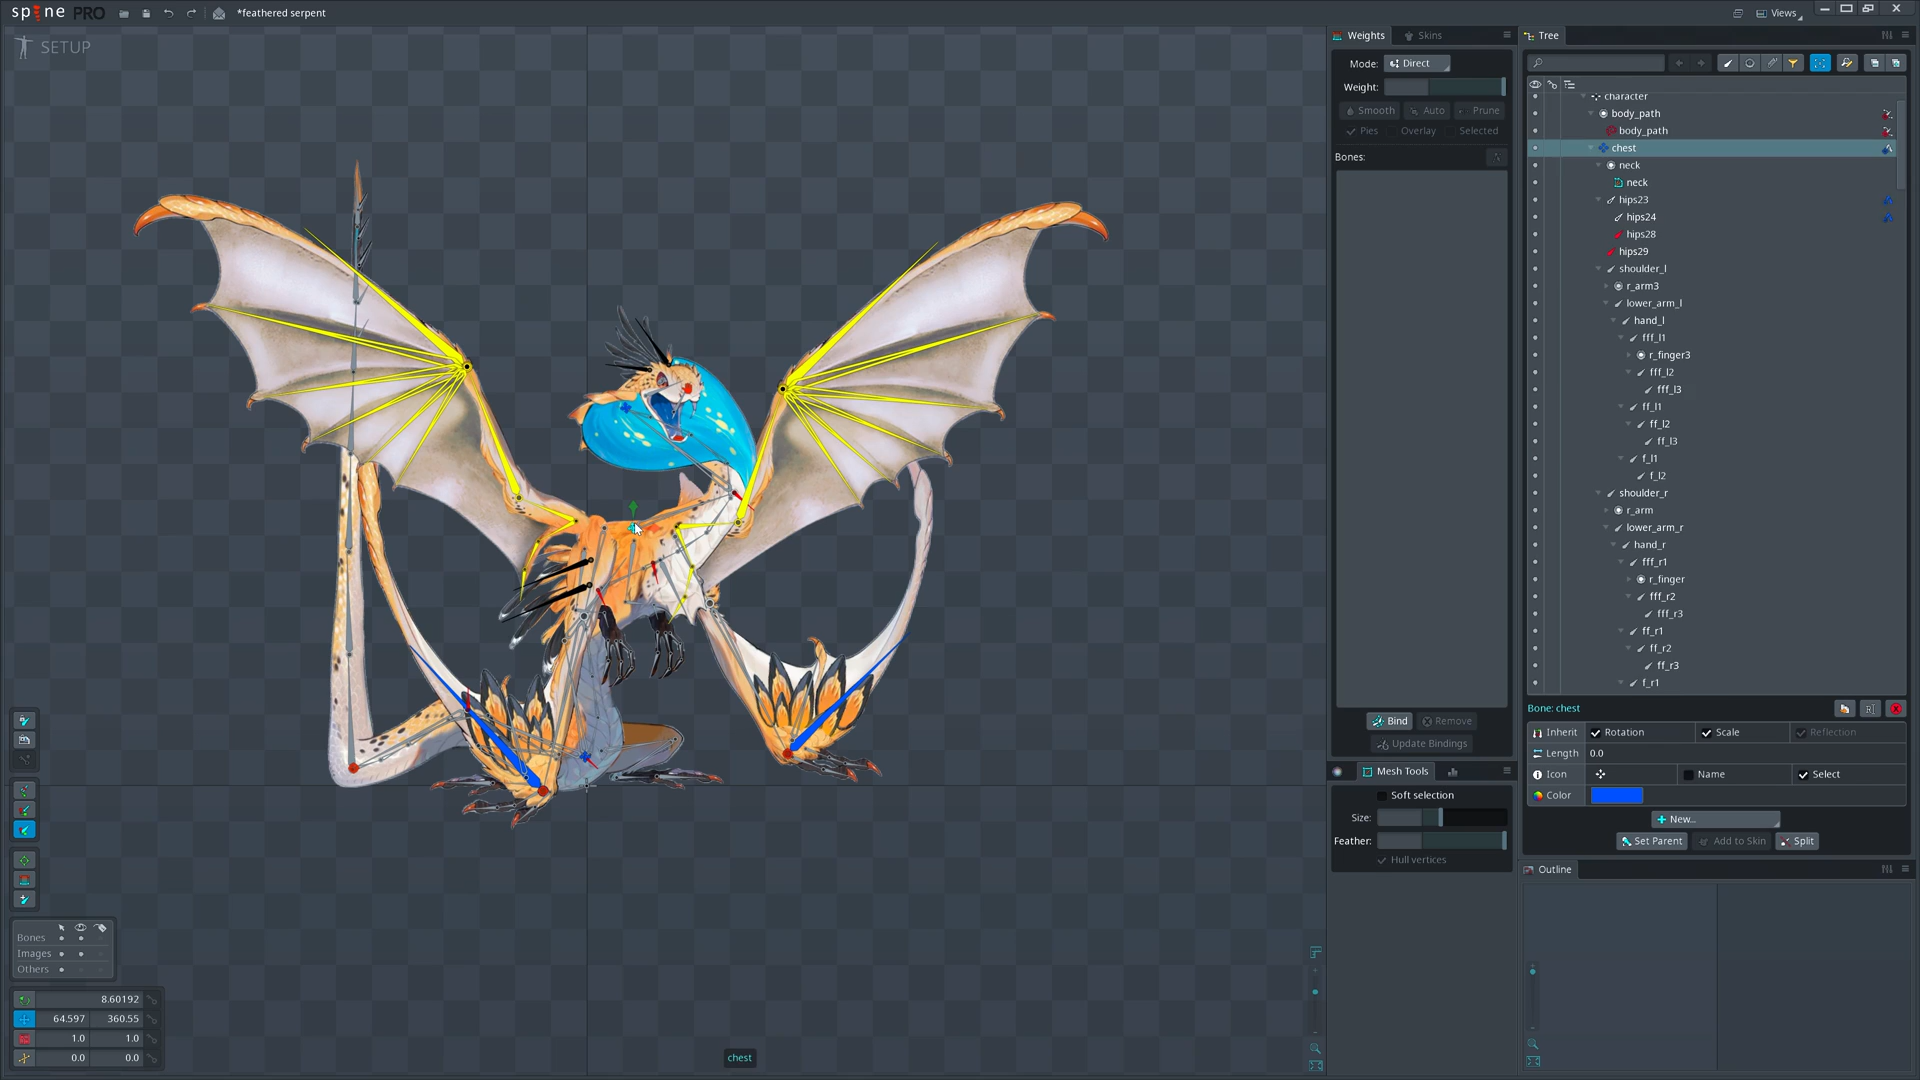 spine PRO
*feathered serpent
Views
SETUP
Weights
Skins
Mode:
Direct
Weight:
Smooth
Auto
Prune
Pies
Overlay
Selected
Bones:
Bind
Remove
Update Bindings
Mesh Tools
Soft selection
Size:
Feather:
Hull vertices
Tree
character
body_path
body_path
chest
neck
neck
hips23
hips24
hips28
hips29
shoulder_l
r_arm3
lower_arm_l
hand_l
fff_l1
r_finger3
fff_l2
fff_l3
ff_l1
ff_l2
ff_l3
f_l1
f_l2
shoulder_r
r_arm
lower_arm_r
hand_r
fff_r1
r_finger
fff_r2
fff_r3
ff_r1
ff_r2
ff_r3
f_r1
Bone: chest
Inherit
Rotation
Scale
Reflection
Length
0.0
Icon
Name
Select
Color
New...
Set Parent
Add to Skin
Split
Outline
Bones
Images
Others
8.60192
64.597 360.55
1.0 1.0
0.0 0.0
chest